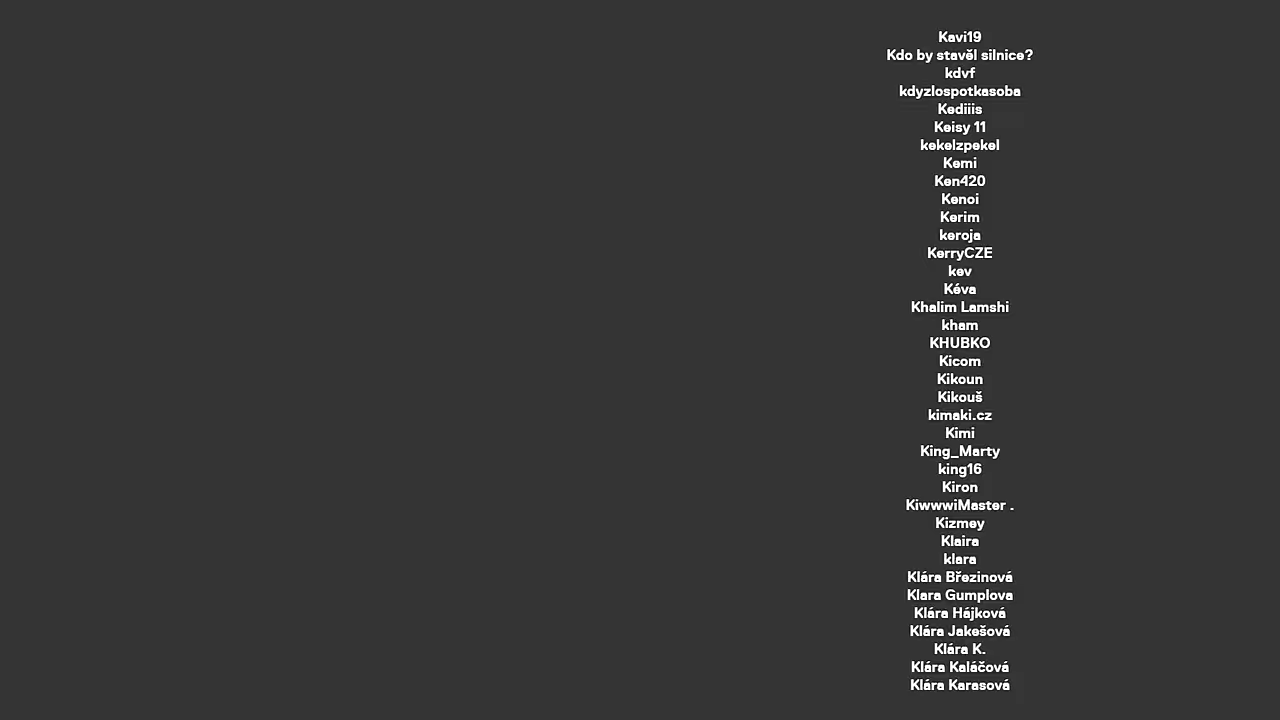 Kavi19
Kdo by stavěl silnice?
kdvf
kdyzlospotkasoba
Kediiis
Keisy 11
kekelzpekel
Kemi
Ken420
Kenoi
Kerim
keroja
KerryCZE
kev
Kéva
Khalim Lamshi
kham
KHUBKO
Kicom
Kikoun
Kikouš
kimaki.cz
Kimi
King_Marty
king16
Kiron
KiwwwiMaster .
Kizmey
Klaira
klara
Klára Březinová
Klara Gumplova
Klára Hájková
Klára Jakešová
Klára K.
Klára Kaláčová
Klára Karasová